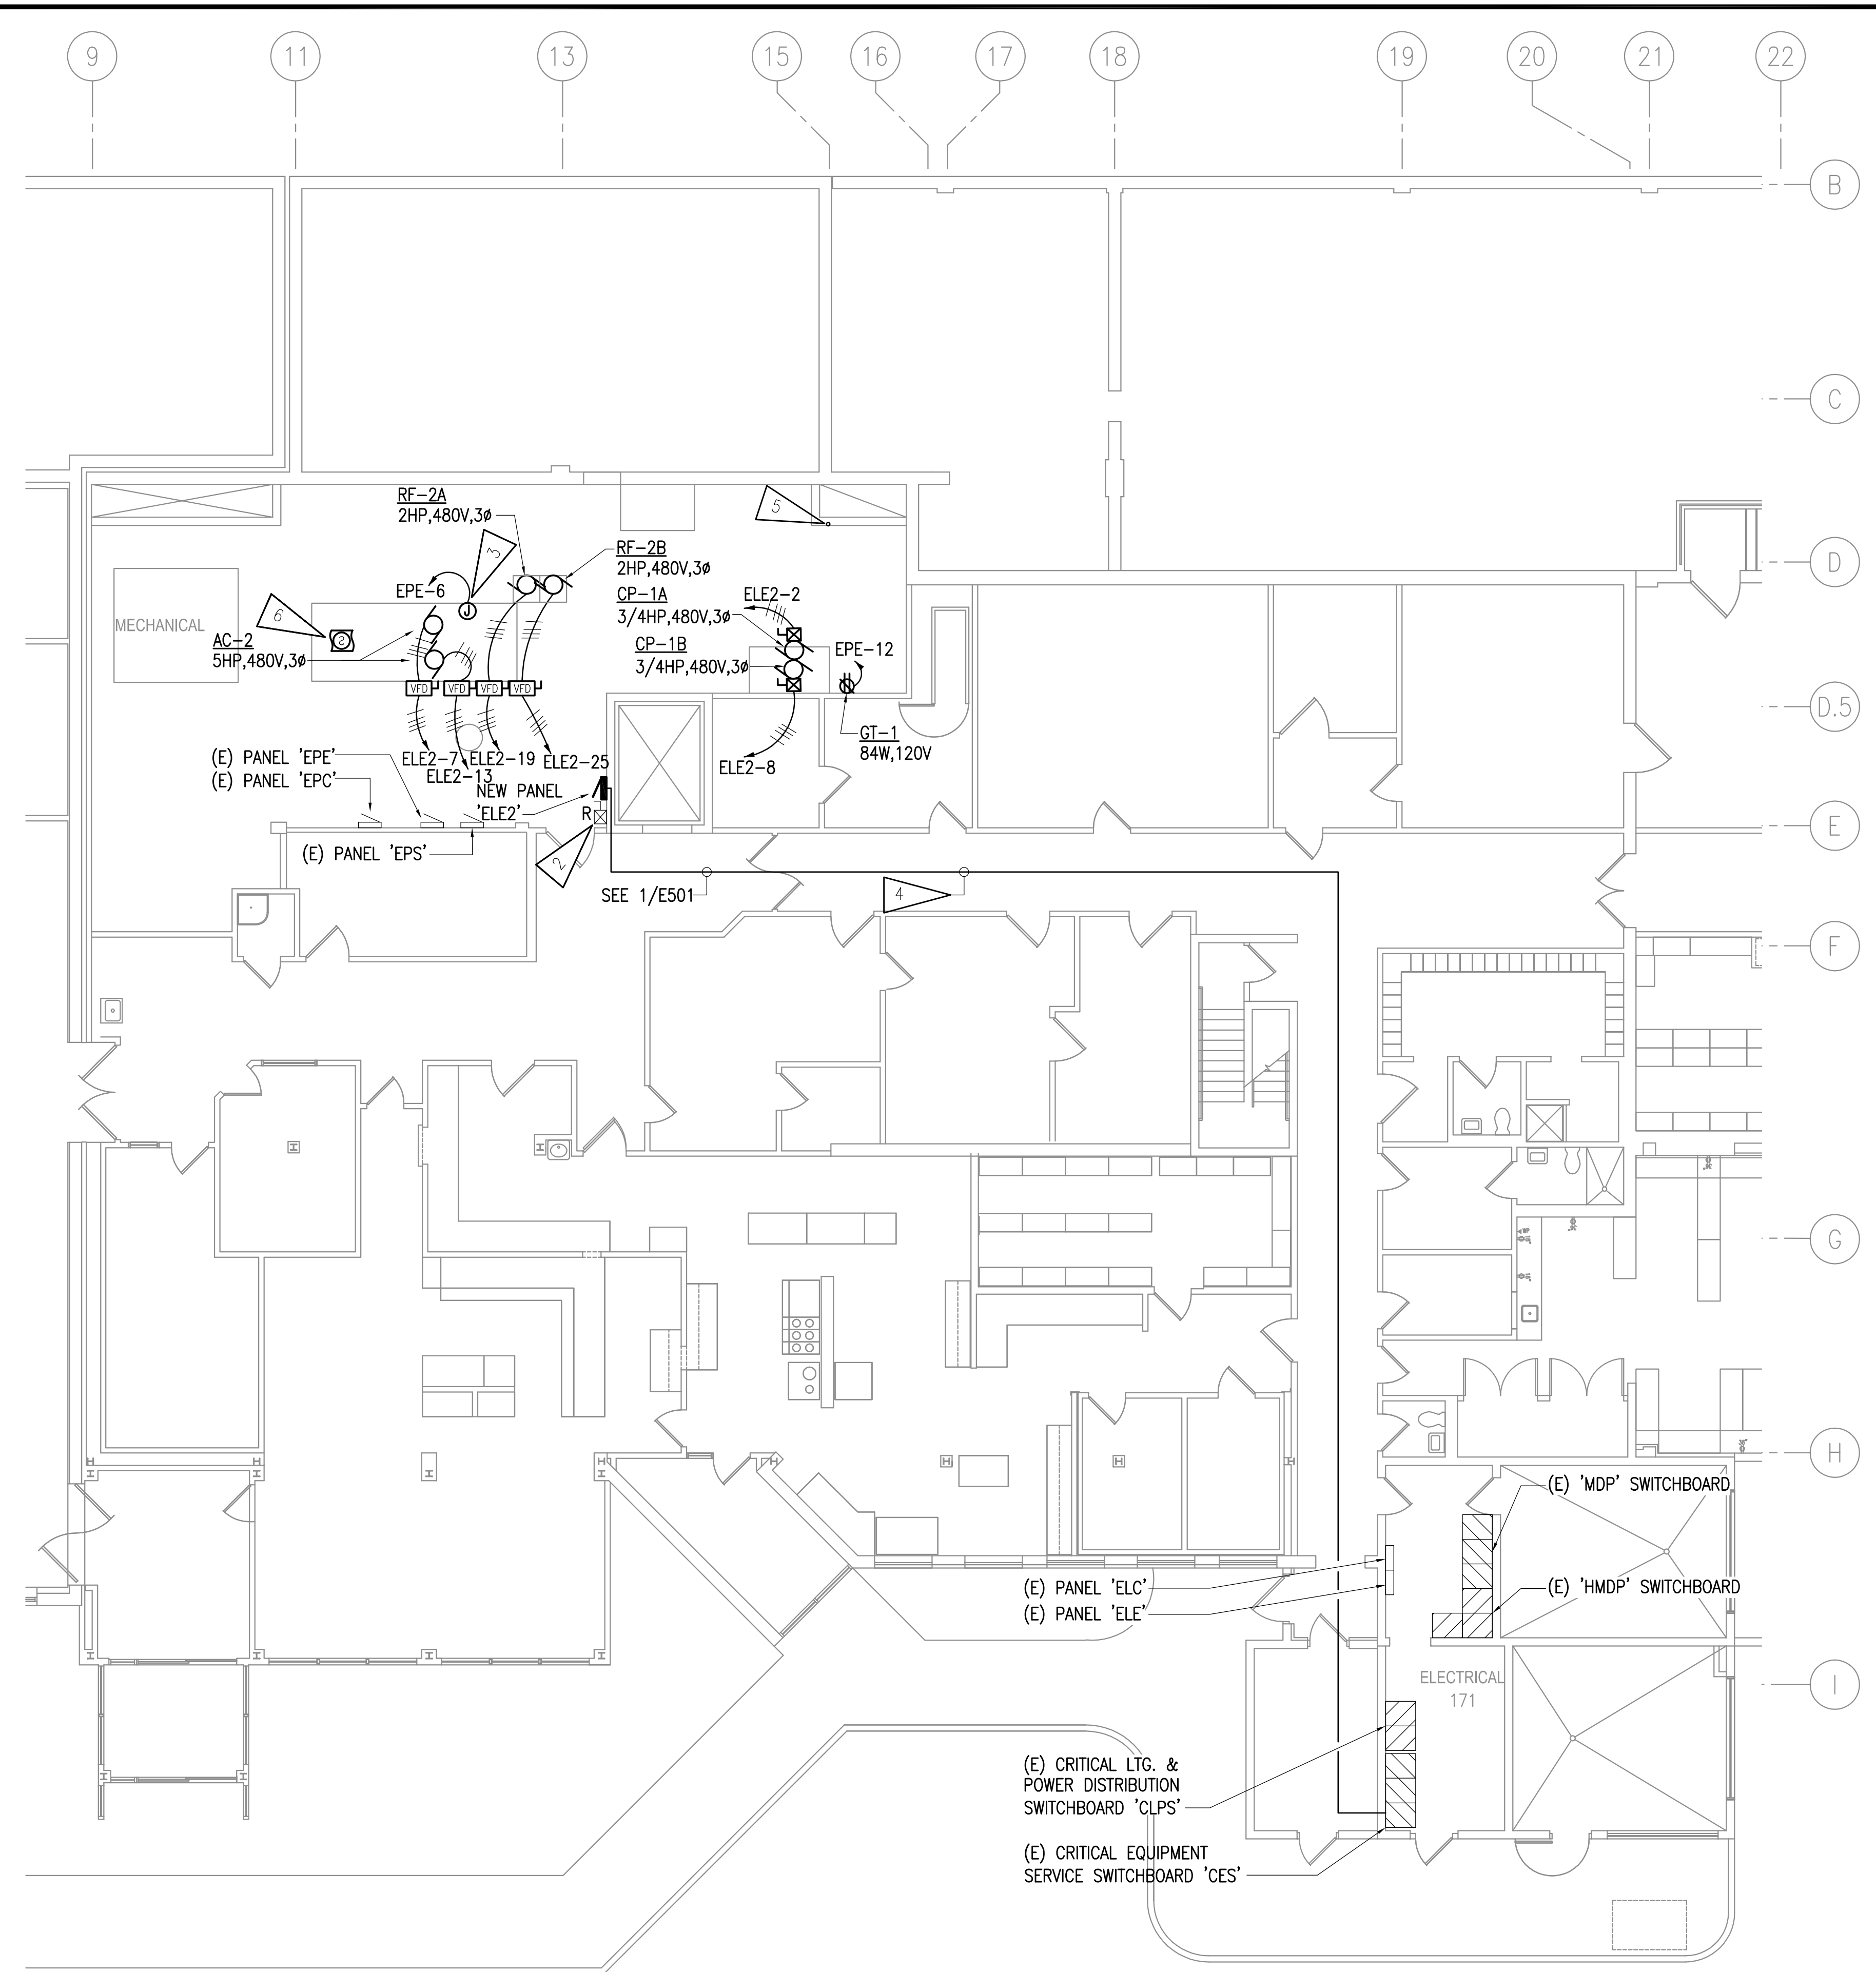 9
11
13
15
16
17
18
19
20
21
22
B
C
D
D.5
E
F
G
H
I
RF-2A
2HP,480V,3ø
3
5
RF-2B
2HP,480V,3ø
EPE-6
J
6
2
MECHANICAL
AC-2
5HP,480V,3ø
CP-1A
3/4HP,480V,3ø
CP-1B
3/4HP,480V,3ø
ELE2-2
EPE-12
VFD
VFD
VFD
VFD
GT-1
84W,120V
ELE2-7
ELE2-19
ELE2-25
ELE2-13
ELE2-8
(E) PANEL 'EPE'
(E) PANEL 'EPC'
NEW PANEL
'ELE2'
R
(E) PANEL 'EPS'
2
SEE 1/E501
4
(E) 'MDP' SWITCHBOARD
(E) 'HMDP' SWITCHBOARD
(E) PANEL 'ELC'
(E) PANEL 'ELE'
ELECTRICAL
171
(E) CRITICAL LTG. &
POWER DISTRIBUTION
SWITCHBOARD 'CLPS'
(E) CRITICAL EQUIPMENT
SERVICE SWITCHBOARD 'CES'